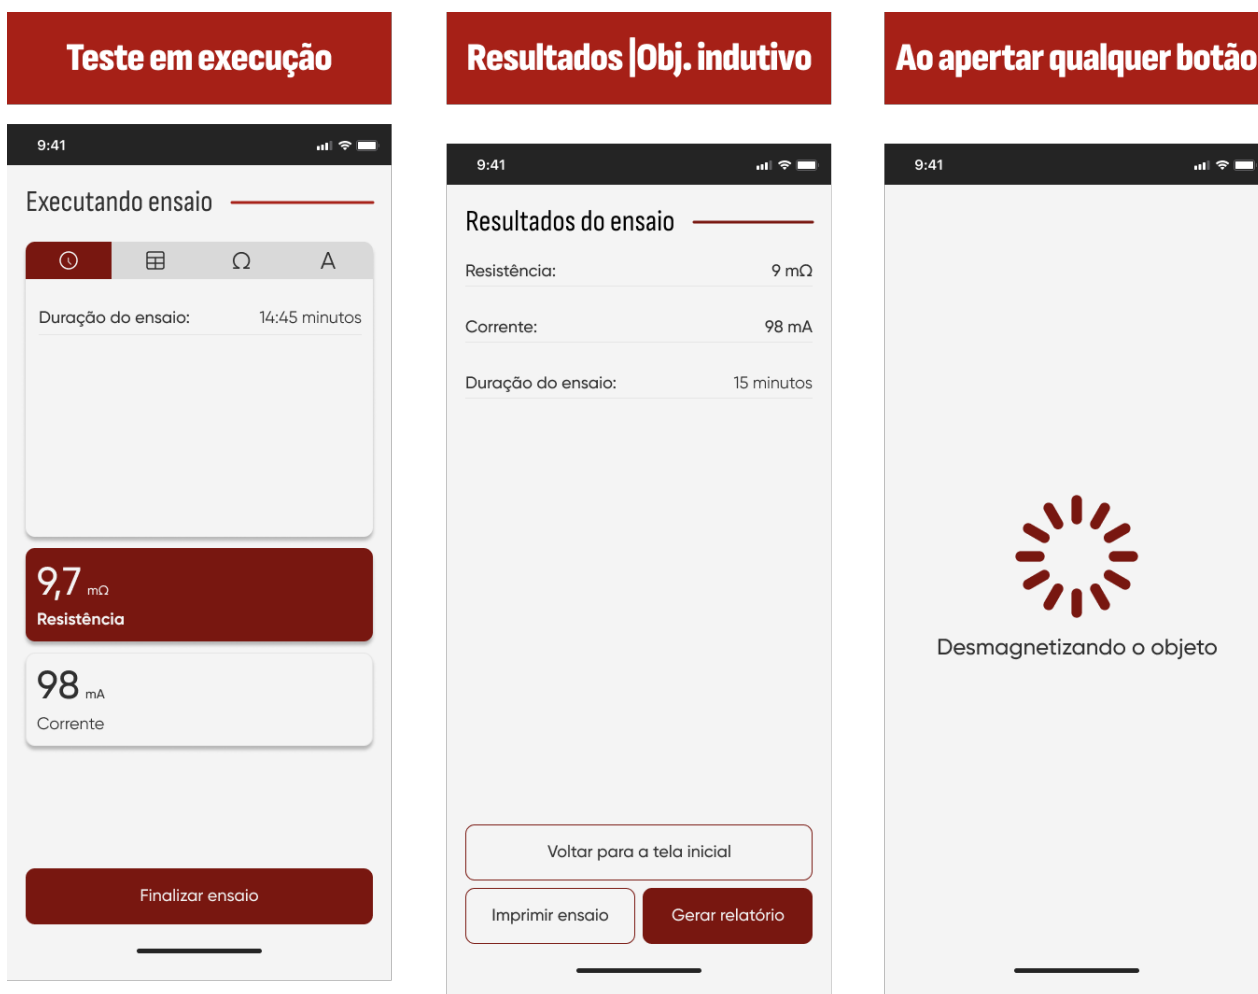 Teste em execução
9:41
Executando ensaio
Ω A
Duração do ensaio: 14:45 minutos
9,7 mΩ
Resistência
98 mA
Corrente
Finalizar ensaio
Resultados |Obj. indutivo
9:41
Resultados do ensaio
Resistência: 9 mΩ
Corrente: 98 mA
Duração do ensaio: 15 minutos
Voltar para a tela inicial
Imprimir ensaio Gerar relatório
Ao apertar qualquer botão
9:41
Desmagnetizando o objeto